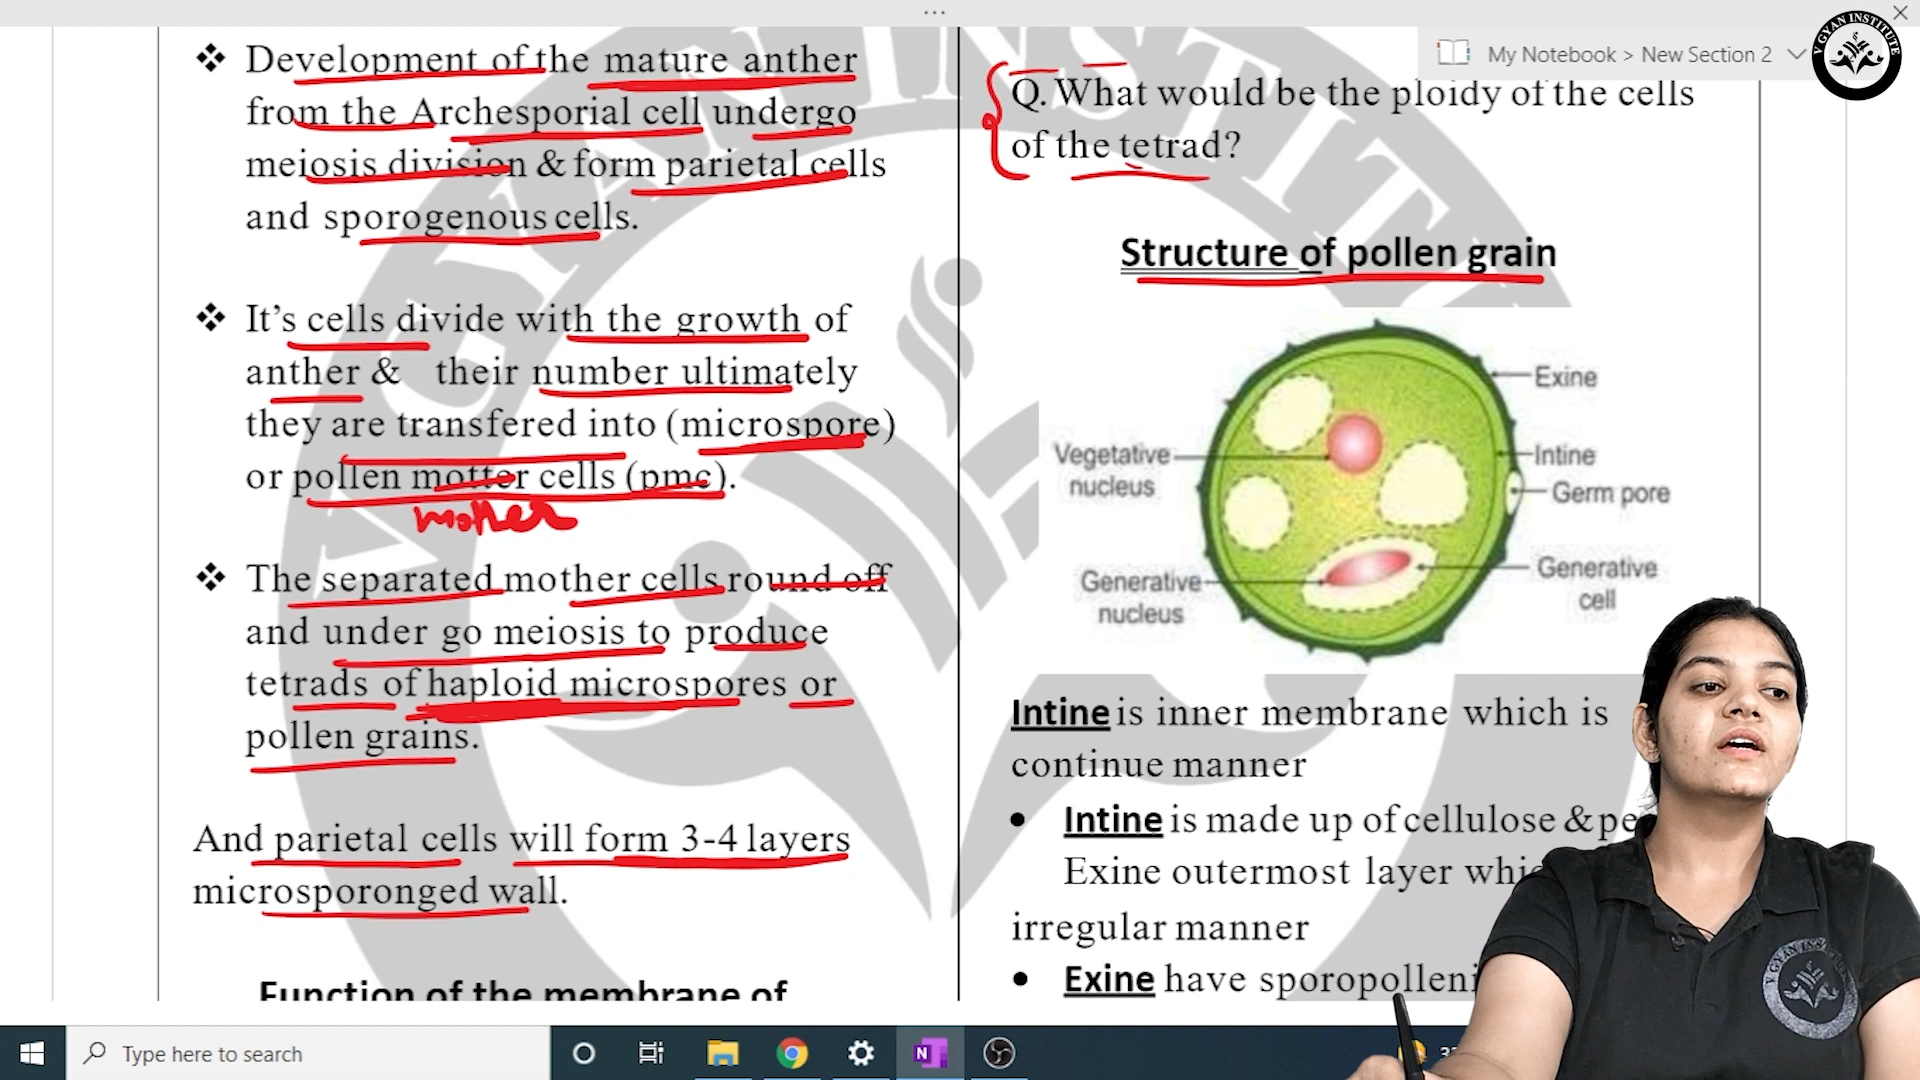 My Notebook > New Section 2
V GYAN INSTITUTE
❖ Development of the mature anther
from the Archesporial cell undergo
meiosis division & form parietal cells
and sporogenous cells.
❖ It's cells divide with the growth of
anther & their number ultimately
they are transfered into (microspore)
or pollen motter cells (pmc).
mother
❖ The separated mother cells round off
and under go meiosis to produce
tetrads of haploid microspores or
pollen grains.
And parietal cells will form 3-4 layers
microsporonged wall.
Function of the membrane of
Q. What would be the ploidy of the cells
of the tetrad?
Structure of pollen grain
Exine
Vegetative
nucleus
Intine
Germ pore
Generative
nucleus
Generative
cell
Intine is inner membrane which is
continue manner
• Intine is made up of cellulose &
Exine outermost layer
irregular manner
• Exine have
Type here to search